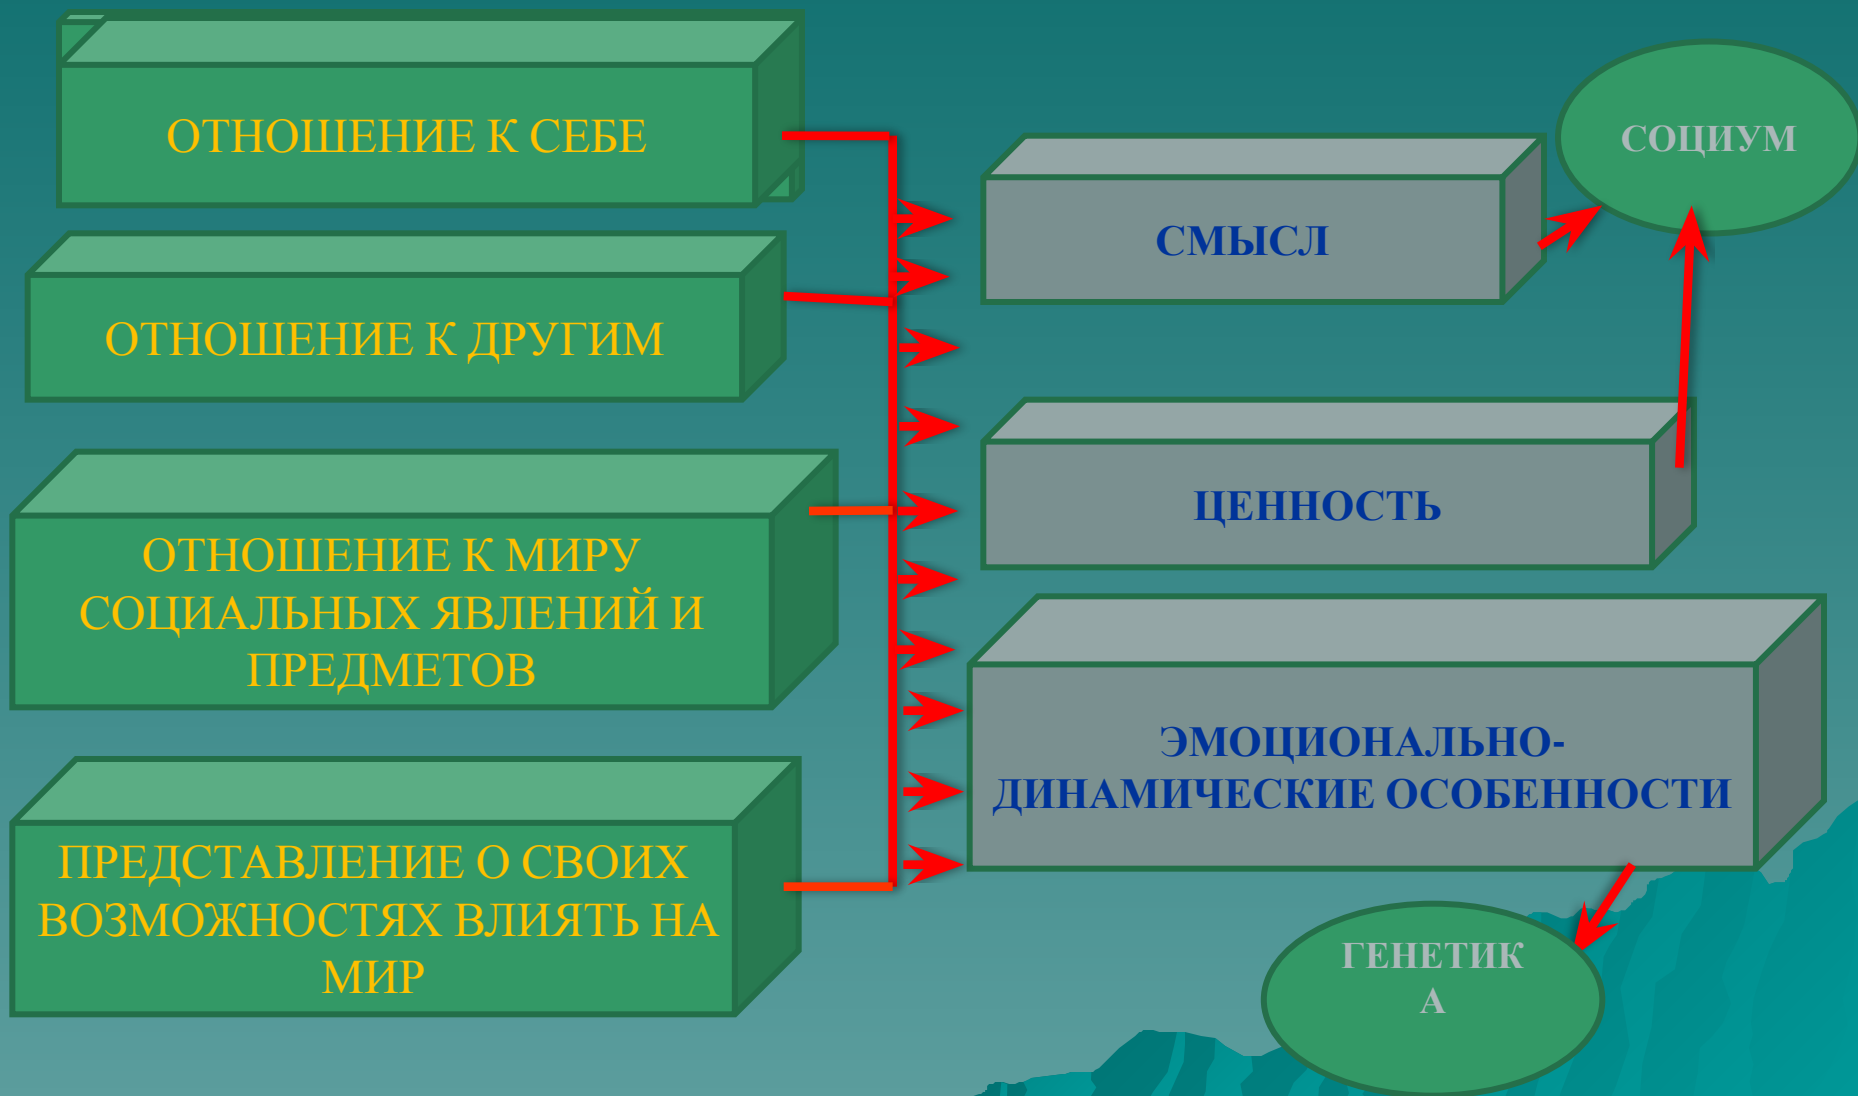 ОТНОШЕНИЕ К СЕБЕ
ОТНОШЕНИЕ К ДРУГИМ
ОТНОШЕНИЕ К МИРУ
СОЦИАЛЬНЫХ ЯВЛЕНИЙ И
ПРЕДМЕТОВ
ПРЕДСТАВЛЕНИЕ О СВОИХ
ВОЗМОЖНОСТЯХ ВЛИЯТЬ НА
МИР
СМЫСЛ
ЦЕННОСТЬ
ЭМОЦИОНАЛЬНО-
ДИНАМИЧЕСКИЕ ОСОБЕННОСТИ
СОЦИУМ
ГЕНЕТИК
А